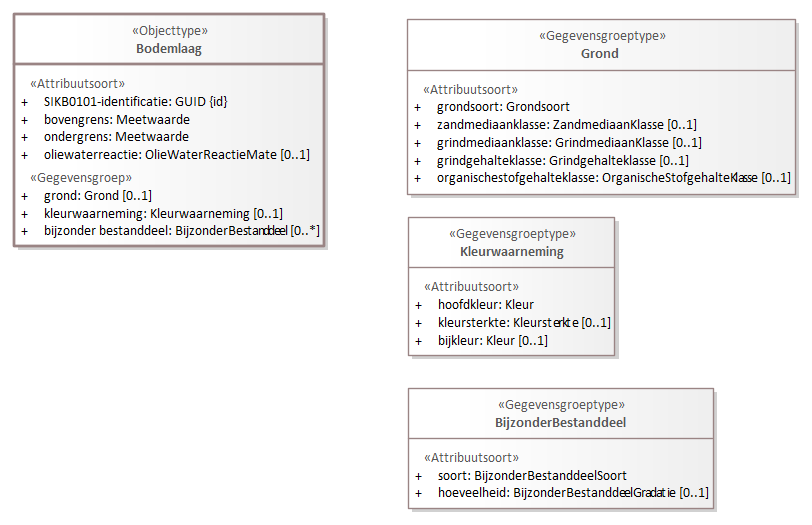 «Objecttype»
Bodemlaag
«Attribuutsoort»
+ SIKB0101-identificatie: GUID {id}
+ bovengrens: Meetwaarde
+ ondergrens: Meetwaarde
+ oliewaterreactie: OlieWaterReactieMate [0..1]
«Gegevensgroep»
+ grond: Grond [0..1]
+ kleurwaarneming: Kleurwaarneming [0..1]
+ bijzonder bestanddeel: BijzonderBestanddeel [0..*]
«Gegevensgroeptype»
Grond
«Attribuutsoort»
+ grondsoort: Grondsoort
+ zandmediaanklasse: ZandmediaanKlasse [0..1]
+ grindmediaanklasse: GrindmediaanKlasse [0..1]
+ grindgehalteklasse: Grindgehalteklasse [0..1]
+ organischestofgehalteklasse: OrganischeStofgehalteKlasse [0..1]
«Gegevensgroeptype»
Kleurwaarneming
«Attribuutsoort»
+ hoofdkleur: Kleur
+ kleursterkte: Kleursterkte [0..1]
+ bijkleur: Kleur [0..1]
«Gegevensgroeptype»
BijzonderBestanddeel
«Attribuutsoort»
+ soort: BijzonderBestanddeelSoort
+ hoeveelheid: BijzonderBestanddeelGradatie [0..1]